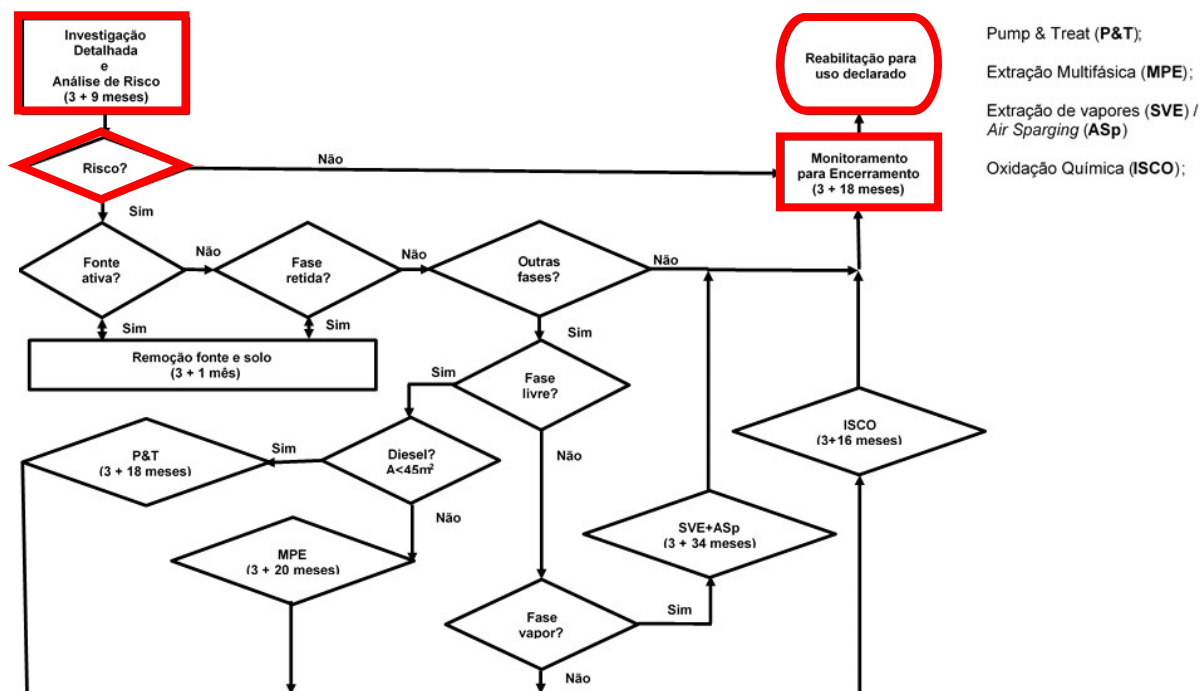 Investigação
Detalhada
e
Análise de Risco
(3 + 9 meses)
Reabilitação para
uso declarado
Pump & Treat (P&T);
Extração Multifásica (MPE);
Extração de vapores (SVE) /
Air Sparging (ASp)
Oxidação Química (ISCO);
Risco?
Não
Monitoramento
para Encerramento
(3 + 18 meses)
Sim
Fonte
ativa?
Não
Fase
retida?
Não
Outras
fases?
Não
Sim
Sim
Sim
Remoção fonte e solo
(3 + 1 mês)
Sim
Fase
livre?
P&T
(3 + 18 meses)
Sim
Diesel?
A<45m²
Não
ISCO
(3+16 meses)
Não
MPE
(3 + 20 meses)
SVE+ASp
(3 + 34 meses)
Fase
vapor?
Sim
Não